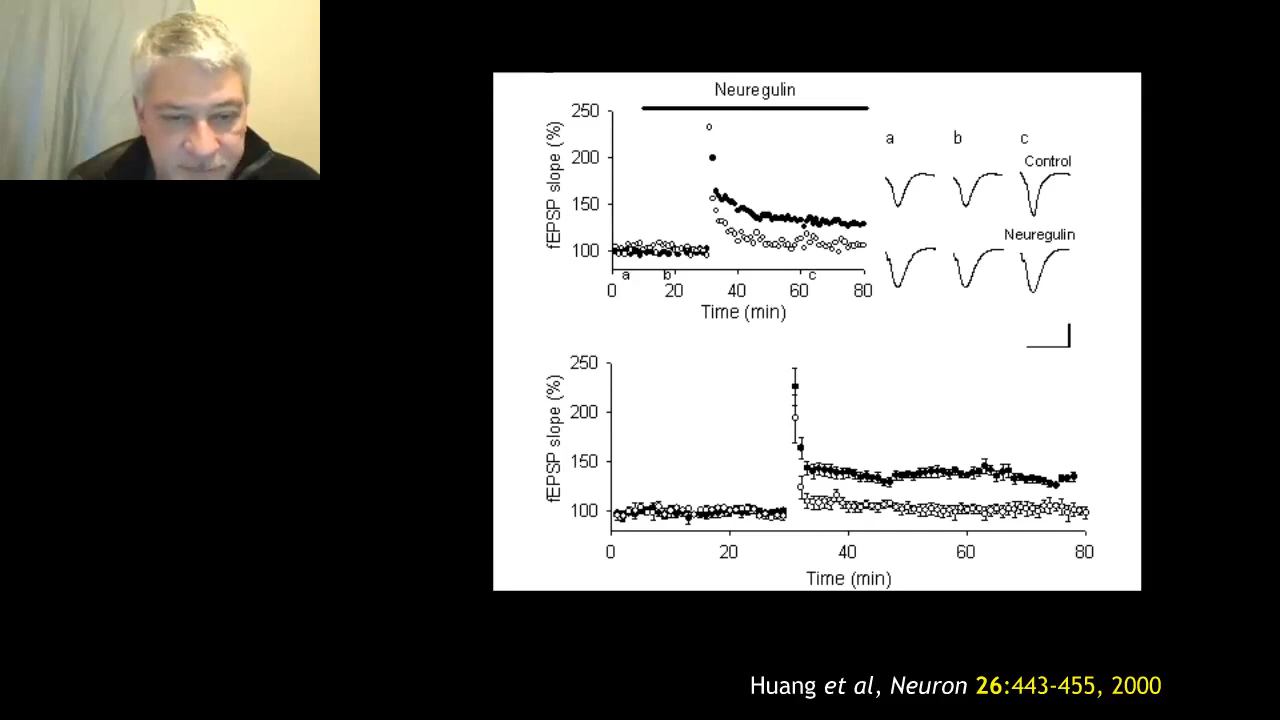 Neuregulin
250
200
150
100
fEPSP slope (%)
a b c
0 20 40 60 80
Time (min)
a b c
Control
Neuregulin
250
200
150
100
fEPSP slope (%)
0 20 40 60 80
Time (min)
Huang et al, Neuron 26:443-455, 2000